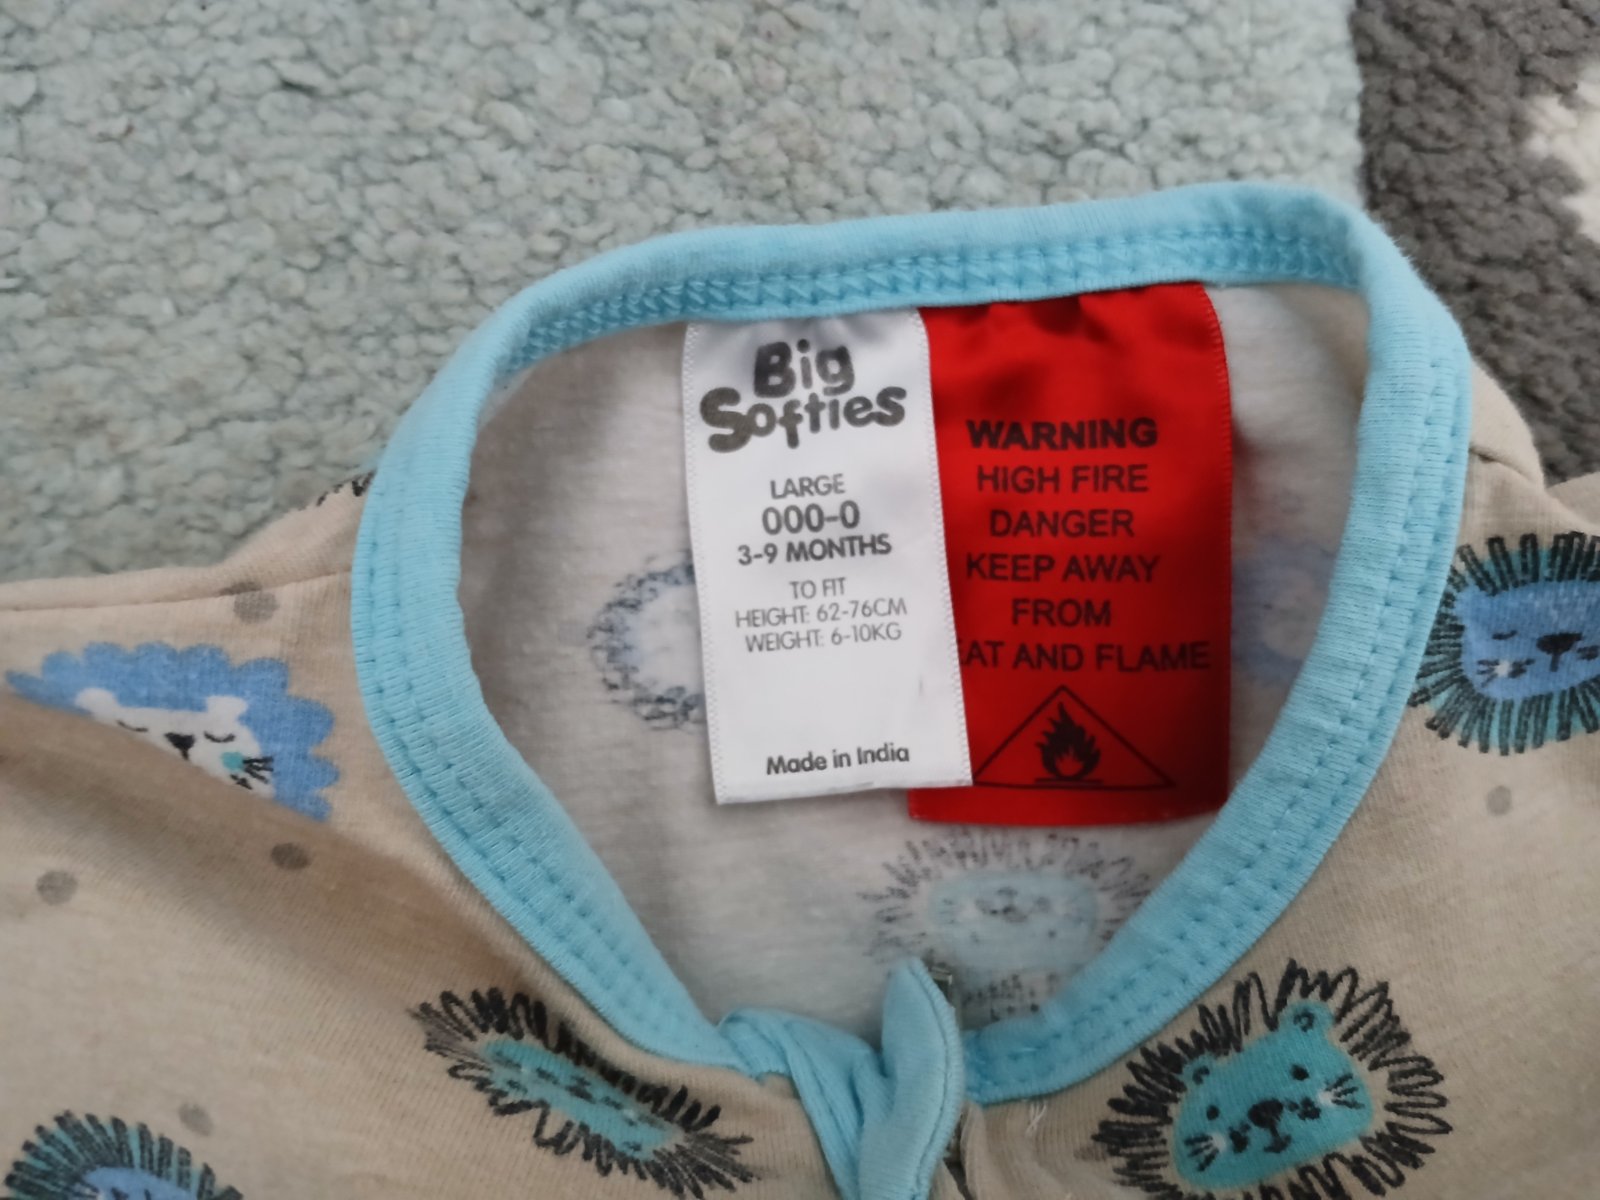 Big
Softies
LARGE
000-0
3-9 MONTHS
TO FIT
HEIGHT: 62-76CM
WEIGHT: 6-10KG
Made in India
WARNING
HIGH FIRE
DANGER
KEEP AWAY
FROM
AT AND FLAME